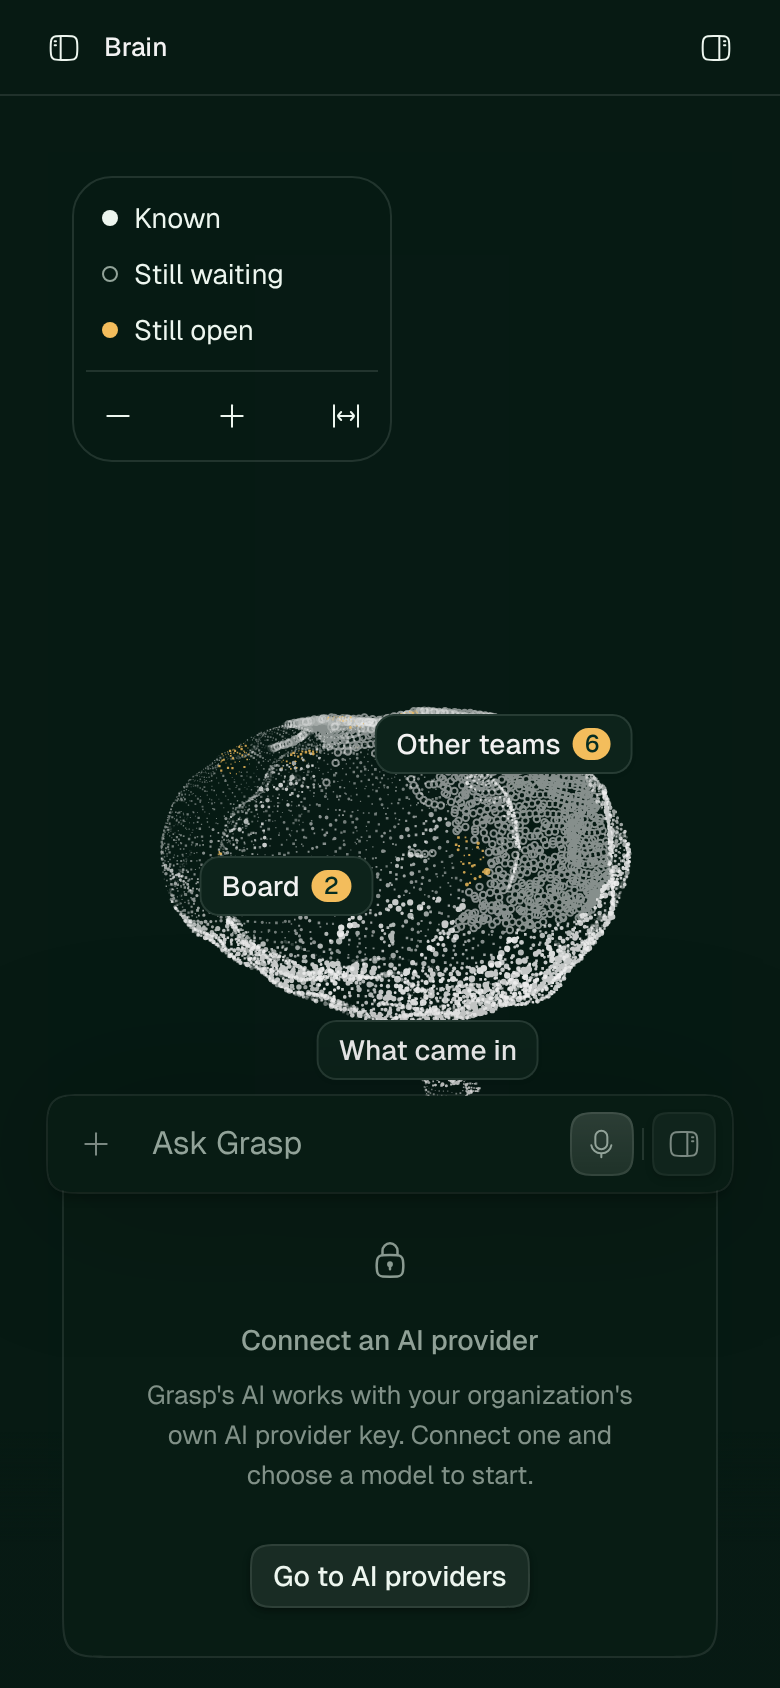 Brain
Known
Still waiting
Still open
Other teams 6
Board 2
What came in
Ask Grasp
Connect an AI provider
Grasp's AI works with your organization's
own AI provider key. Connect one and
choose a model to start.
Go to AI providers